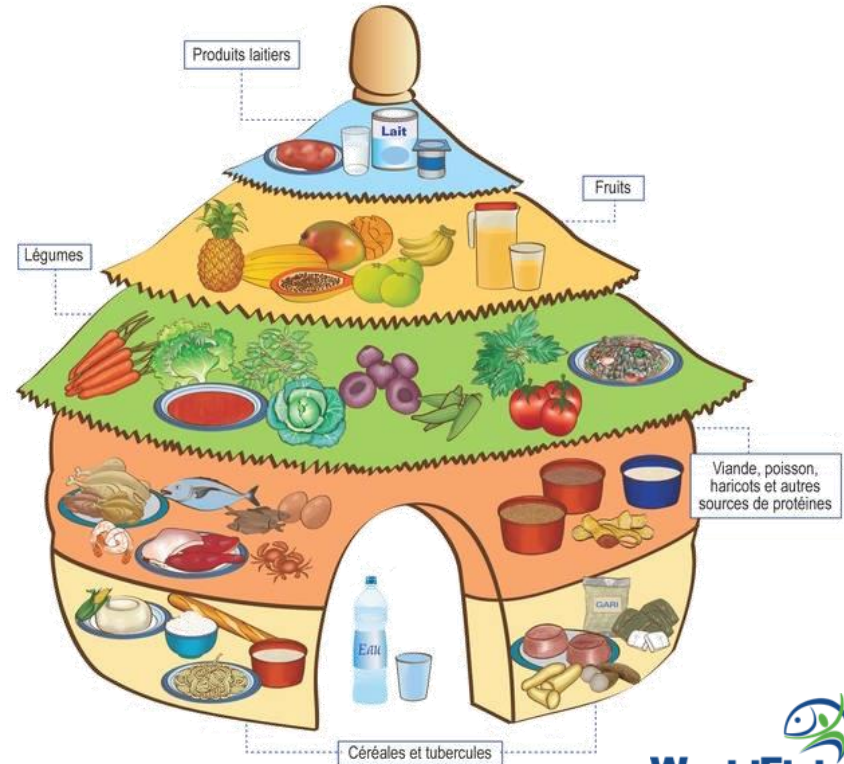 Produits laitiers
Lait
Fruits
Légumes
Viande, poisson,
haricots et autres
sources de protéines
GARI
Eau
Céréales et tubercules